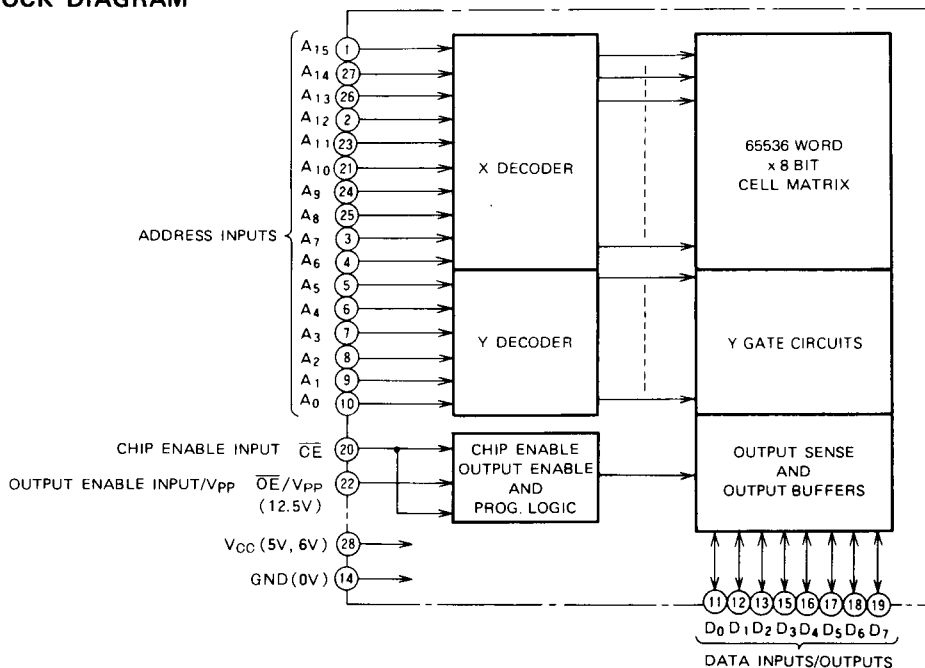 OCK DIAGRAM
A15 1
A14 27
A13 26
A12 2
A11 23
A10 21
A9 24
A8 25
A7 3
A6 4
A5 5
A4 6
A3 7
A2 8
A1 9
A0 10
ADDRESS INPUTS
X DECODER
Y DECODER
65536 WORD
x 8 BIT
CELL MATRIX
Y GATE CIRCUITS
CHIP ENABLE INPUT C̅E̅ 20
OUTPUT ENABLE INPUT/VPP O̅E̅/VPP 22
(12.5V)
CHIP ENABLE
OUTPUT ENABLE
AND
PROG. LOGIC
OUTPUT SENSE
AND
OUTPUT BUFFERS
VCC (5V, 6V) 28
GND (0V) 14
11 12 13 15 16 17 18 19
D0 D1 D2 D3 D4 D5 D6 D7
DATA INPUTS/OUTPUTS